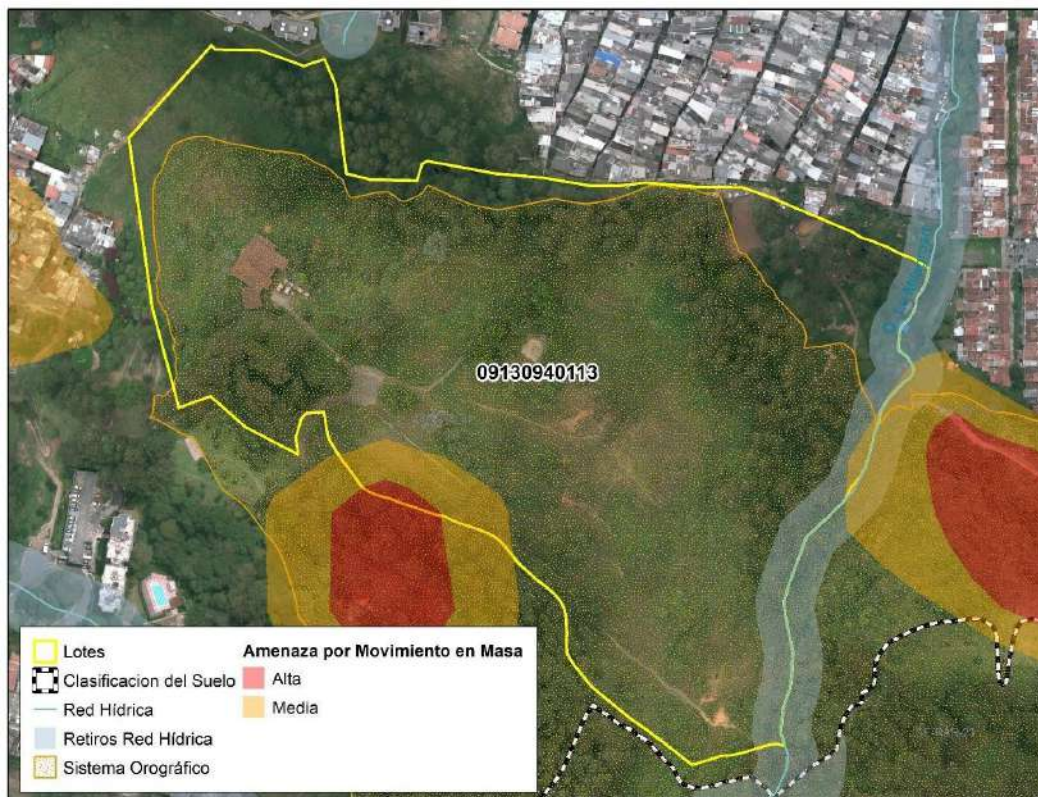 09130940113
Lotes
Clasificacion del Suelo
Red Hídrica
Retiros Red Hídrica
Sistema Orográfico
Amenaza por Movimiento en Masa
Alta
Media